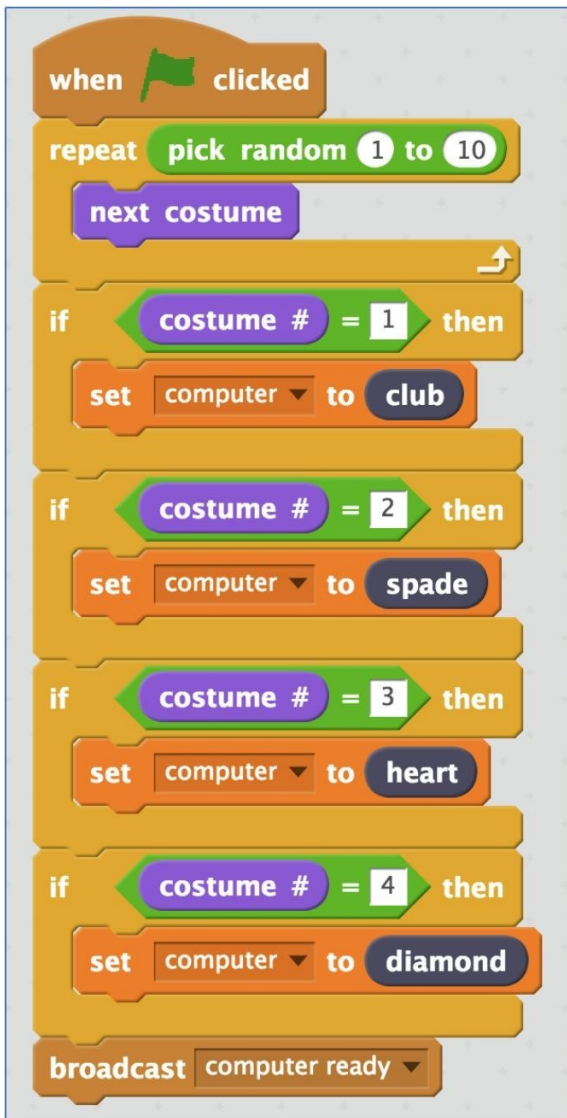 when clicked
repeat pick random 1 to 10
next costume
if costume # = 1 then
set computer to club
if costume # = 2 then
set computer to spade
if costume # = 3 then
set computer to heart
if costume # = 4 then
set computer to diamond
broadcast computer ready